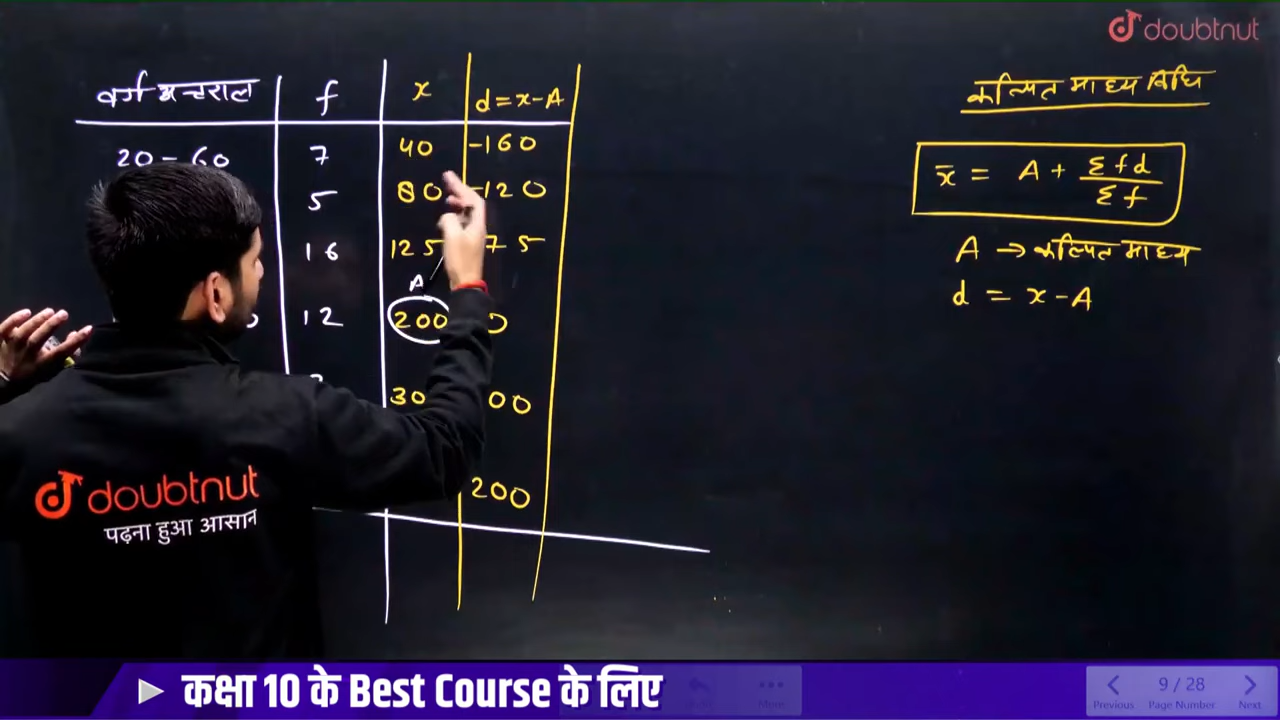 doubtnut
वर्ग अन्तराल f x d = x - A
20 - 60 7 40 -160
5 80 -120
16 125 75
A
12 200 0
30 00
200
कल्पित माध्य विधि
x̄ = A + Σfd / Σf
A → कल्पित माध्य
d = x - A
doubtnut
पढ़ना हुआ आसान
कक्षा 10 के Best Course के लिए
9 / 28
Previous Page Number Next